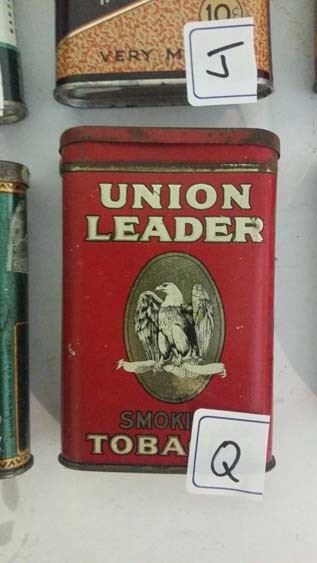 10¢
VERY M
J
UNION
LEADER
SMOKI
TOBA
Q